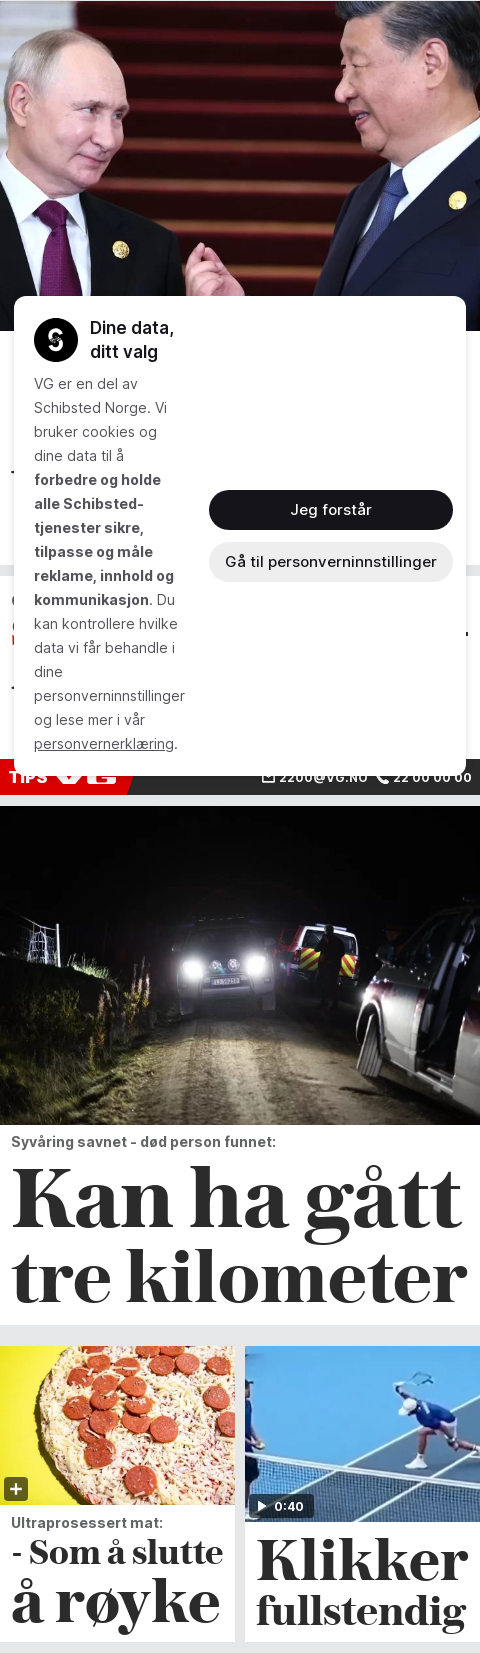 Dine data,
ditt valg
VG er en del av
Schibsted Norge. Vi
bruker cookies og
dine data til å
forbedre og holde
alle Schibsted-
tjenester sikre,
tilpasse og måle
reklame, innhold og
kommunikasjon. Du
kan kontrollere hvilke
data vi får behandle i
dine
personverninnstillinger
og lese mer i vår
personvernerklæring.
Jeg forstår
Gå til personverninnstillinger
TIPS VG 2200@VG.NO 22 00 00 00
Syvåring savnet - død person funnet:
Kan ha gått
tre kilometer
Ultraprosessert mat:
- Som å slutte
å røyke
0:40
Klikker
fullstendig